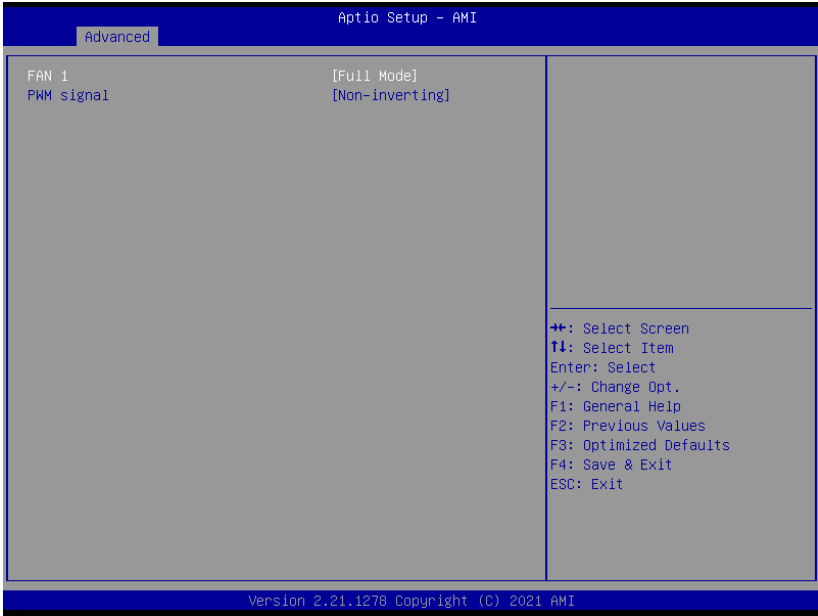 Aptio Setup – AMI
Advanced
FAN 1 [Full Mode]
PWM signal [Non-inverting]
→←: Select Screen
↑↓: Select Item
Enter: Select
+/-: Change Opt.
F1: General Help
F2: Previous Values
F3: Optimized Defaults
F4: Save & Exit
ESC: Exit
Version 2.21.1278 Copyright (C) 2021 AMI